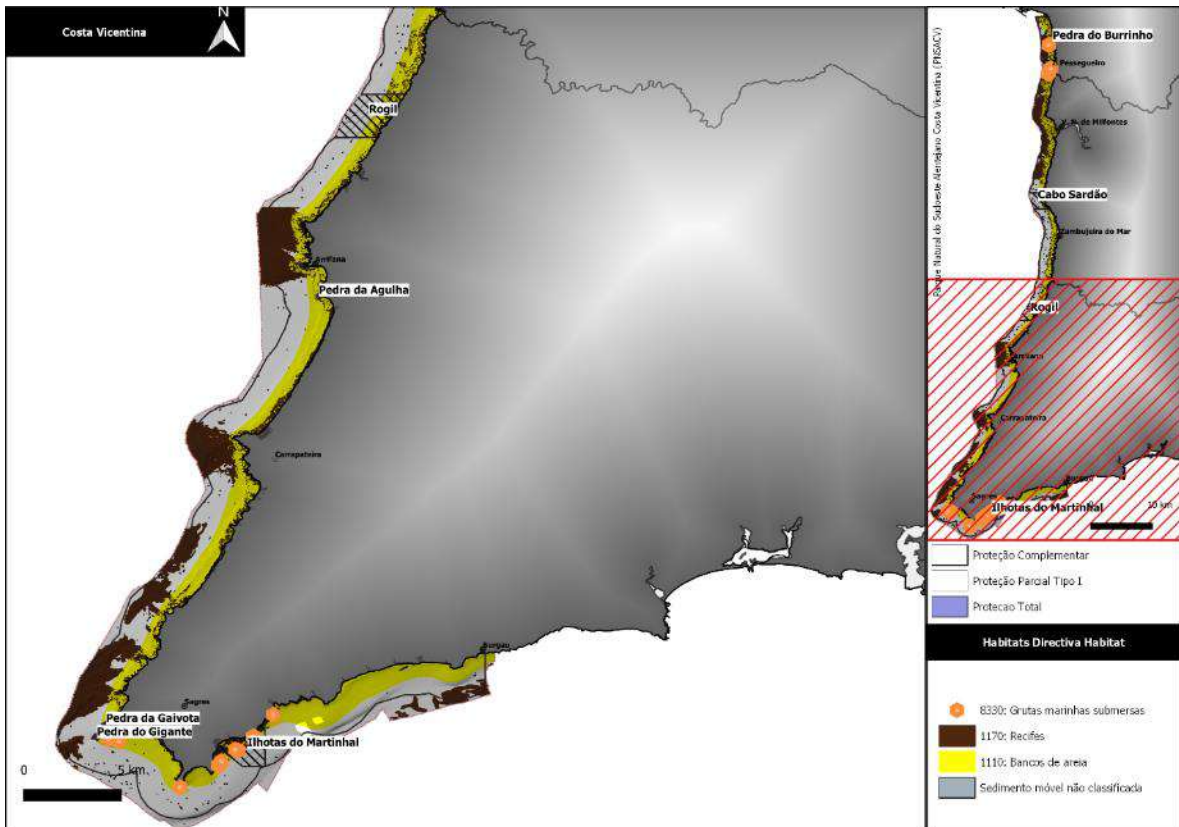 Costa Vicentina
Rogil
Arrifana
Pedra da Agulha
Carrapateira
Sagres
Pedra da Gaivota
Pedra do Gigante
Ilhotas do Martinhal
Burgau
0
5 km
Parque Natural do Sudoeste Alentejano Costa Vicentina (PNSACV)
Pedra do Burrinho
Pessegueiro
V. N. de Milfontes
Cabo Sardão
Zambujeira do Mar
Rogil
Arrifana
Carrapateira
Burgau
Sagres
Ilhotas do Martinhal
0
10 km
Proteção Complementar
Proteção Parcial Tipo I
Protecao Total
Habitats Directiva Habitat
8330: Grutas marinhas submersas
1170: Recifes
1110: Bancos de areia
Sedimento móvel não classificada